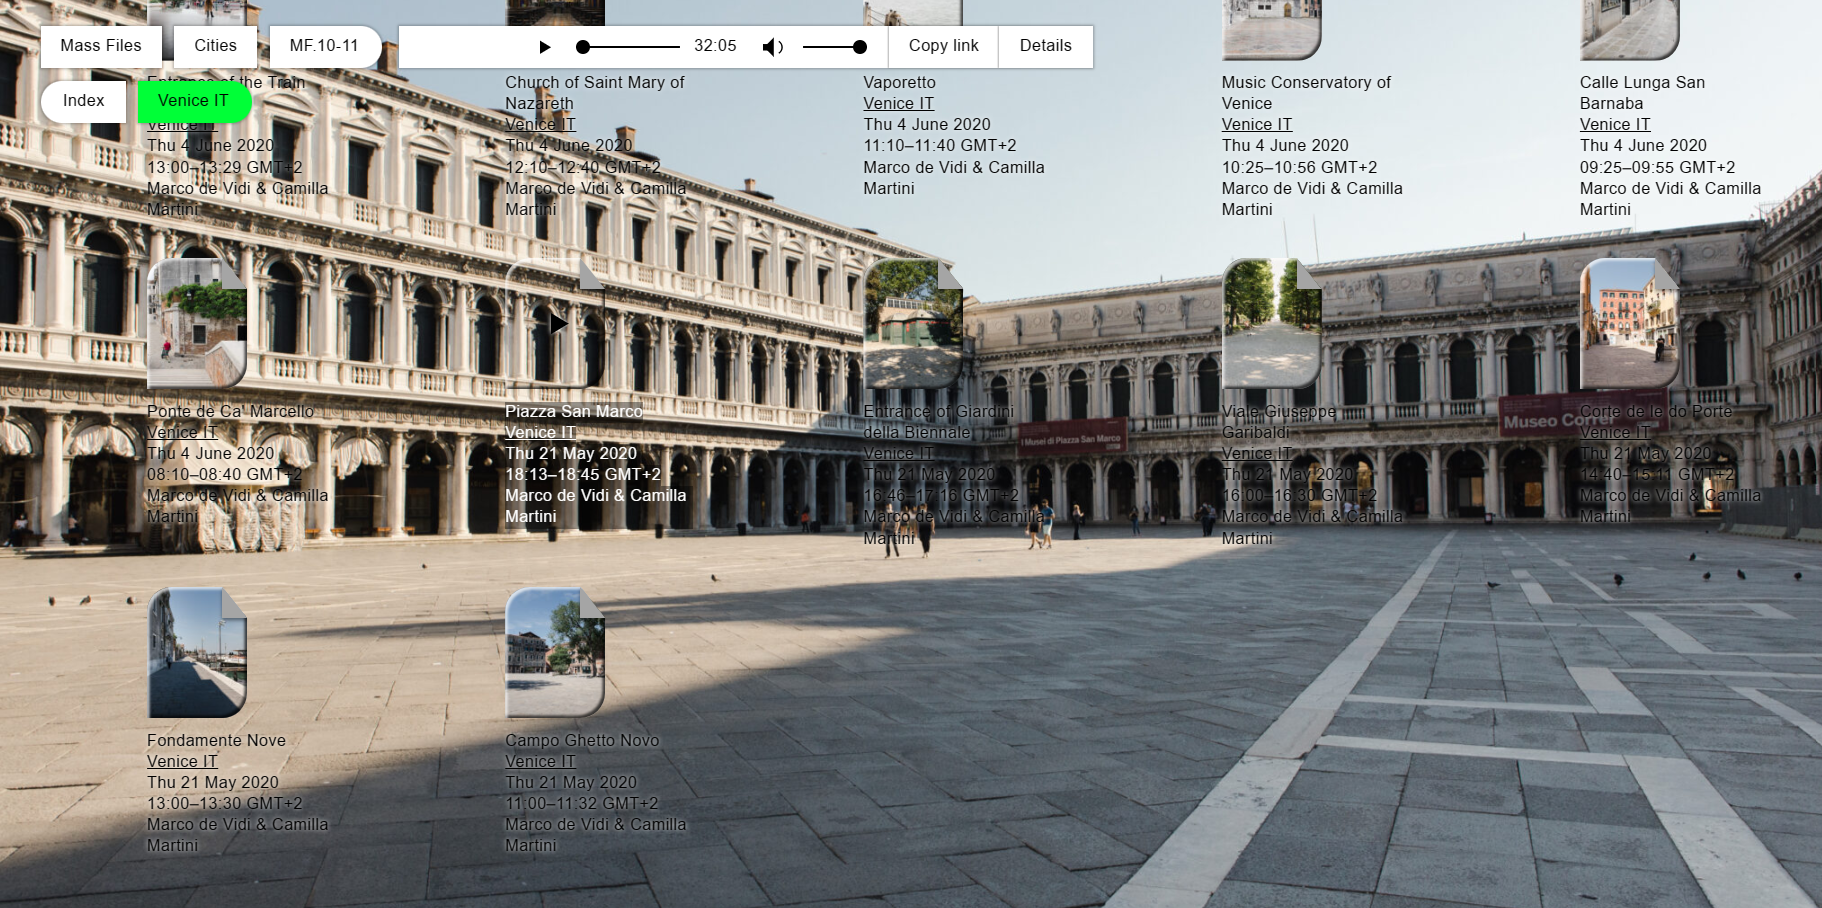 Mass Files
Cities
MF.10-11
32:05
Copy link
Details
Index
Venice IT
Entrance of the Train
Venice IT
Thu 4 June 2020
13:00–13:29 GMT+2
Marco de Vidi & Camilla
Martini
Church of Saint Mary of
Nazareth
Venice IT
Thu 4 June 2020
12:10–12:40 GMT+2
Marco de Vidi & Camilla
Martini
Vaporetto
Venice IT
Thu 4 June 2020
11:10–11:40 GMT+2
Marco de Vidi & Camilla
Martini
Music Conservatory of
Venice
Venice IT
Thu 4 June 2020
10:25–10:56 GMT+2
Marco de Vidi & Camilla
Martini
Calle Lunga San
Barnaba
Venice IT
Thu 4 June 2020
09:25–09:55 GMT+2
Marco de Vidi & Camilla
Martini
Ponte de Ca' Marcello
Venice IT
Thu 4 June 2020
08:10–08:40 GMT+2
Marco de Vidi & Camilla
Martini
Piazza San Marco
Venice IT
Thu 21 May 2020
18:13–18:45 GMT+2
Marco de Vidi & Camilla
Martini
Entrance of Giardini
della Biennale
Venice IT
Thu 21 May 2020
16:46–17:16 GMT+2
Marco de Vidi & Camilla
Martini
Viale Giuseppe
Garibaldi
Venice IT
Thu 21 May 2020
16:00–16:30 GMT+2
Marco de Vidi & Camilla
Martini
Corte de le do Porte
Venice IT
Thu 21 May 2020
14:40–15:11 GMT+2
Marco de Vidi & Camilla
Martini
I Musei di Piazza San Marco
Museo Correr
Fondamente Nove
Venice IT
Thu 21 May 2020
13:00–13:30 GMT+2
Marco de Vidi & Camilla
Martini
Campo Ghetto Novo
Venice IT
Thu 21 May 2020
11:00–11:32 GMT+2
Marco de Vidi & Camilla
Martini